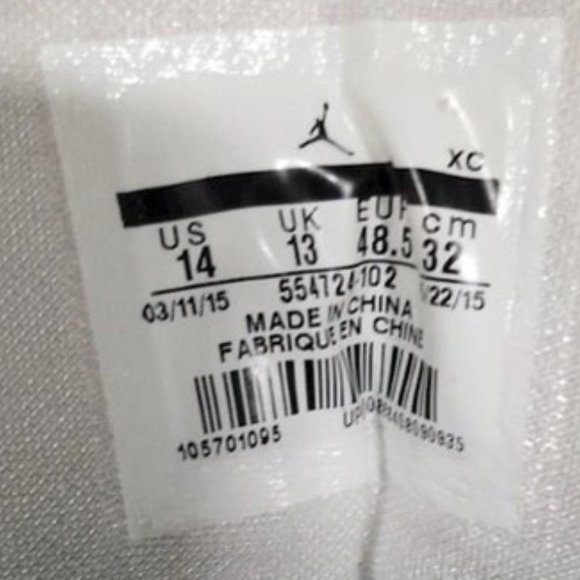 XC
US UK EUR cm
14 13 48.5 32
03/11/15 554724-102 /22/15
MADE IN CHINA
FABRIQUE EN CHINE
105701095